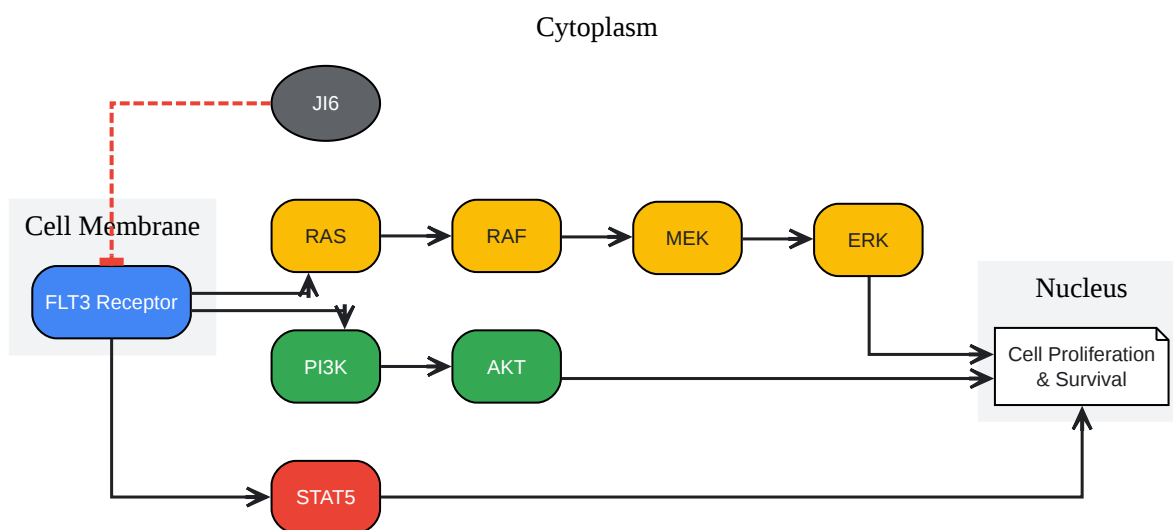 Cytoplasm
JI6
Cell Membrane
FLT3 Receptor
RAS
RAF
MEK
ERK
PI3K
AKT
STAT5
Nucleus
Cell Proliferation
& Survival